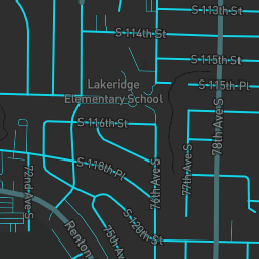 S 113th St
S 114th St
S 115th St
S 115th Pl
Lakeridge
Elementary School
S 116th St
78th Ave S
S 118th Pl
72nd Ave S
76th Ave S
77th Ave S
S 120th St
75th Av
Renton